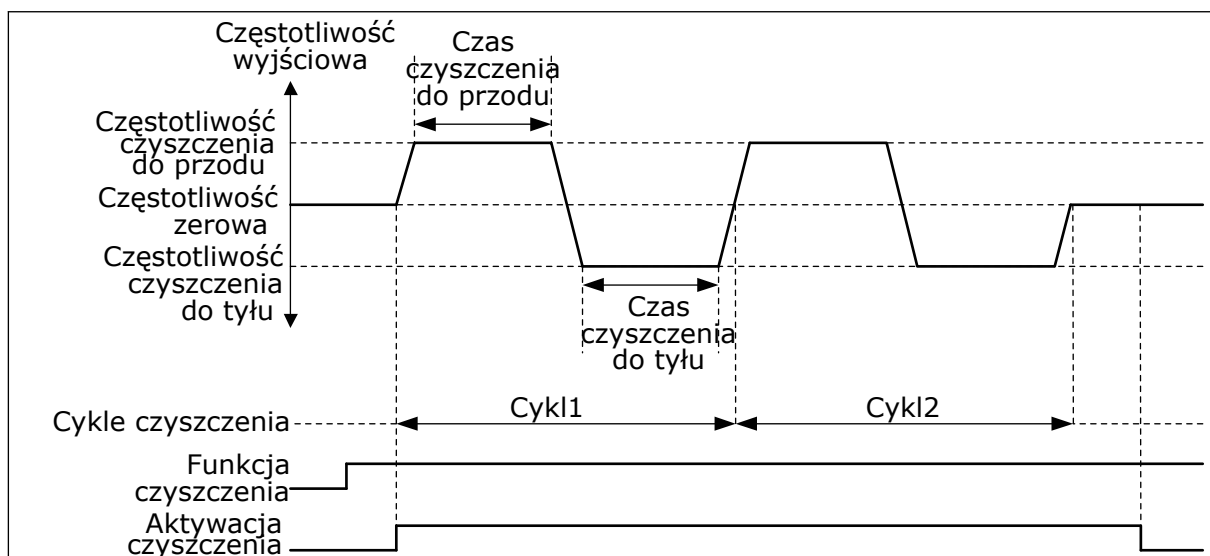 Częstotliwość
wyjściowa
Czas
czyszczenia
do przodu
Częstotliwość
czyszczenia
do przodu
Częstotliwość
zerowa
Częstotliwość
czyszczenia
do tyłu
Czas
czyszczenia
do tyłu
Cykle czyszczenia
Cykl1
Cykl2
Funkcja
czyszczenia
Aktywacja
czyszczenia